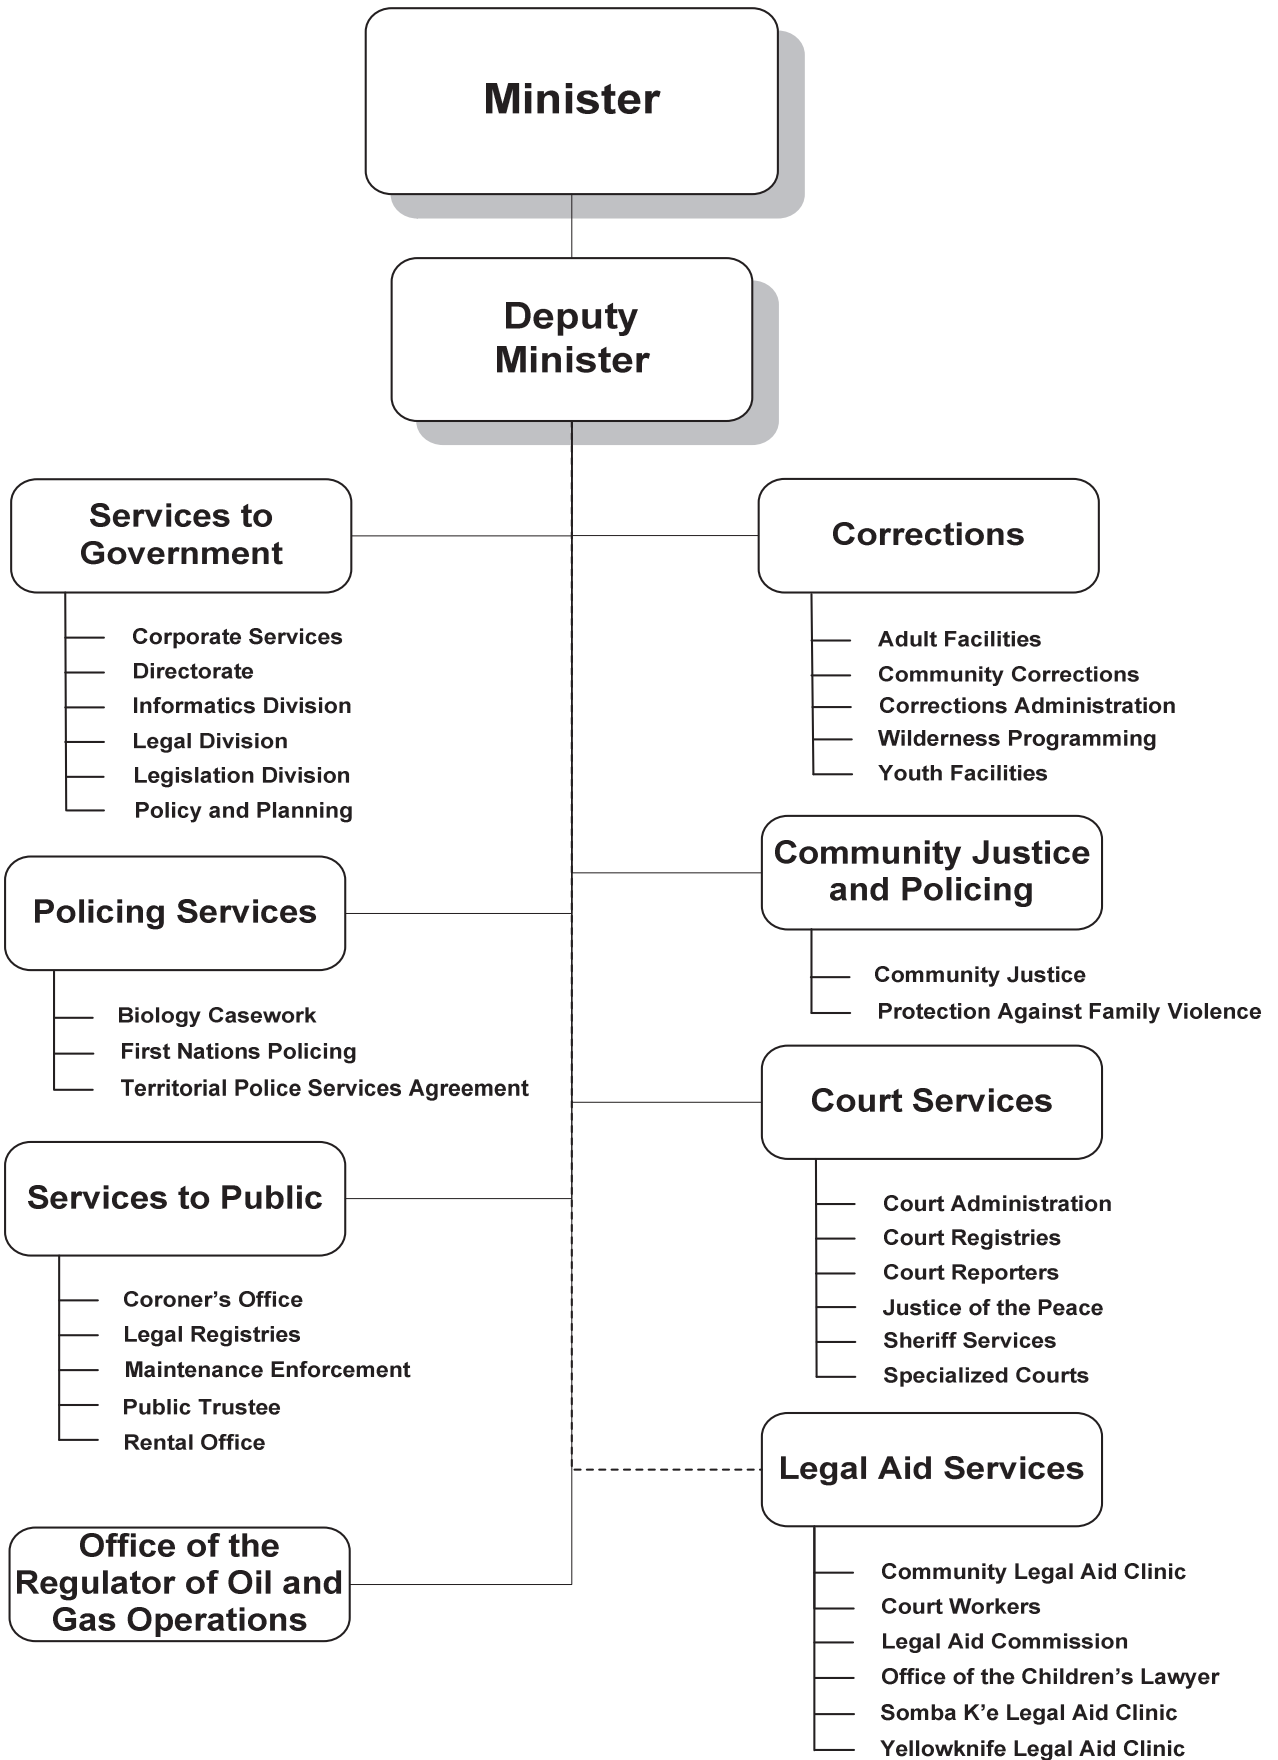 Minister
Deputy
Minister
Services to
Government
Corporate Services
Directorate
Informatics Division
Legal Division
Legislation Division
Policy and Planning
Policing Services
Biology Casework
First Nations Policing
Territorial Police Services Agreement
Services to Public
Coroner’s Office
Legal Registries
Maintenance Enforcement
Public Trustee
Rental Office
Office of the
Regulator of Oil and
Gas Operations
Corrections
Adult Facilities
Community Corrections
Corrections Administration
Wilderness Programming
Youth Facilities
Community Justice
and Policing
Community Justice
Protection Against Family Violence
Court Services
Court Administration
Court Registries
Court Reporters
Justice of the Peace
Sheriff Services
Specialized Courts
Legal Aid Services
Community Legal Aid Clinic
Court Workers
Legal Aid Commission
Office of the Children’s Lawyer
Somba K’e Legal Aid Clinic
Yellowknife Legal Aid Clinic